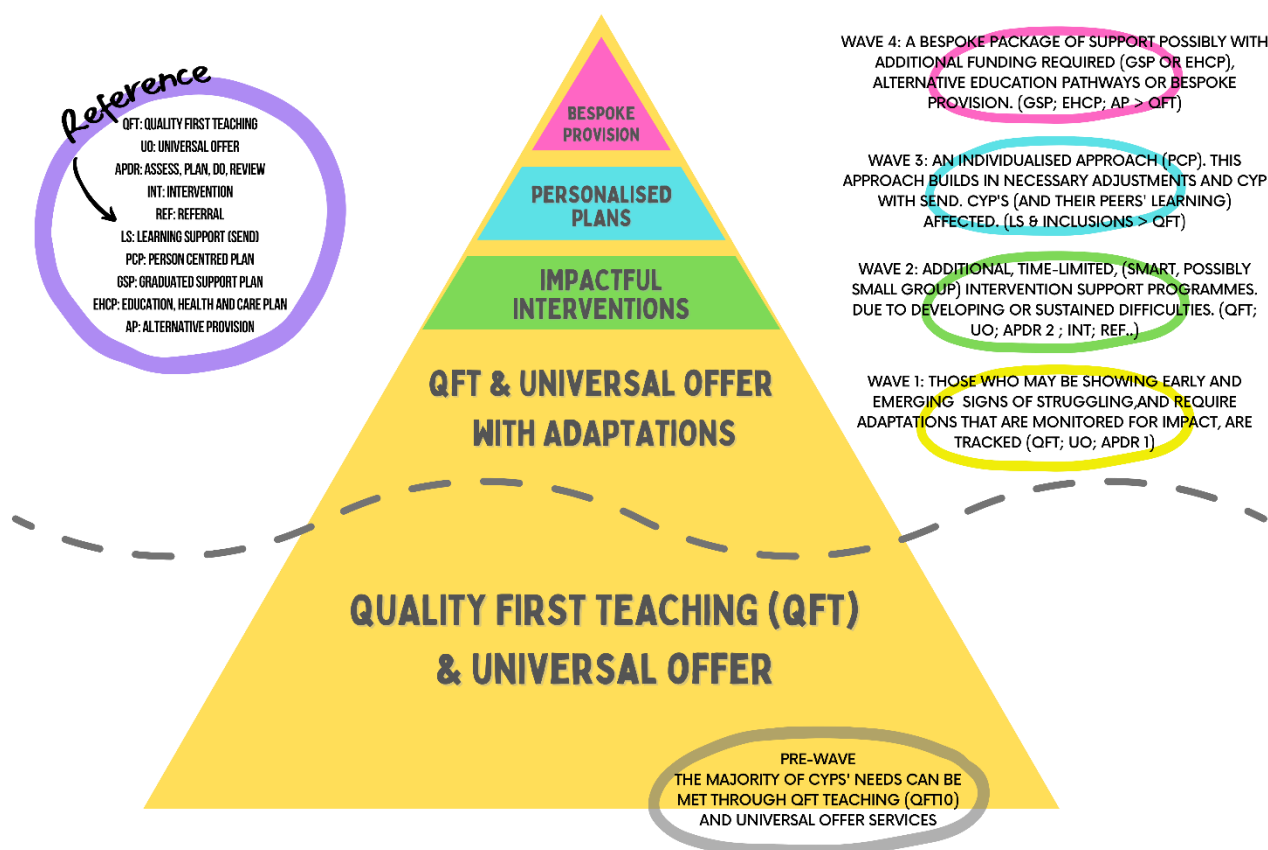 Reference
QFT: QUALITY FIRST TEACHING
UO: UNIVERSAL OFFER
APDR: ASSESS, PLAN, DO, REVIEW
INT: INTERVENTION
REF: REFERRAL
LS: LEARNING SUPPORT (SEND)
PCP: PERSON CENTRED PLAN
GSP: GRADUATED SUPPORT PLAN
EHCP: EDUCATION, HEALTH AND CARE PLAN
AP: ALTERNATIVE PROVISION
BESPOKE
PROVISION
PERSONALISED
PLANS
IMPACTFUL
INTERVENTIONS
QFT & UNIVERSAL OFFER
WITH ADAPTATIONS
QUALITY FIRST TEACHING (QFT)
& UNIVERSAL OFFER
WAVE 4: A BESPOKE PACKAGE OF SUPPORT POSSIBLY WITH
ADDITIONAL FUNDING REQUIRED (GSP OR EHCP),
ALTERNATIVE EDUCATION PATHWAYS OR BESPOKE
PROVISION. (GSP; EHCP; AP > QFT)
WAVE 3: AN INDIVIDUALISED APPROACH (PCP). THIS
APPROACH BUILDS IN NECESSARY ADJUSTMENTS AND CYP
WITH SEND. CYP'S (AND THEIR PEERS' LEARNING)
AFFECTED. (LS & INCLUSIONS > QFT)
WAVE 2: ADDITIONAL, TIME-LIMITED, (SMART, POSSIBLY
SMALL GROUP) INTERVENTION SUPPORT PROGRAMMES.
DUE TO DEVELOPING OR SUSTAINED DIFFICULTIES. (QFT;
UO; APDR 2 ; INT; REF..)
WAVE 1: THOSE WHO MAY BE SHOWING EARLY AND
EMERGING SIGNS OF STRUGGLING,AND REQUIRE
ADAPTATIONS THAT ARE MONITORED FOR IMPACT, ARE
TRACKED (QFT; UO; APDR 1)
PRE-WAVE
THE MAJORITY OF CYPS' NEEDS CAN BE
MET THROUGH QFT TEACHING (QFT10)
AND UNIVERSAL OFFER SERVICES